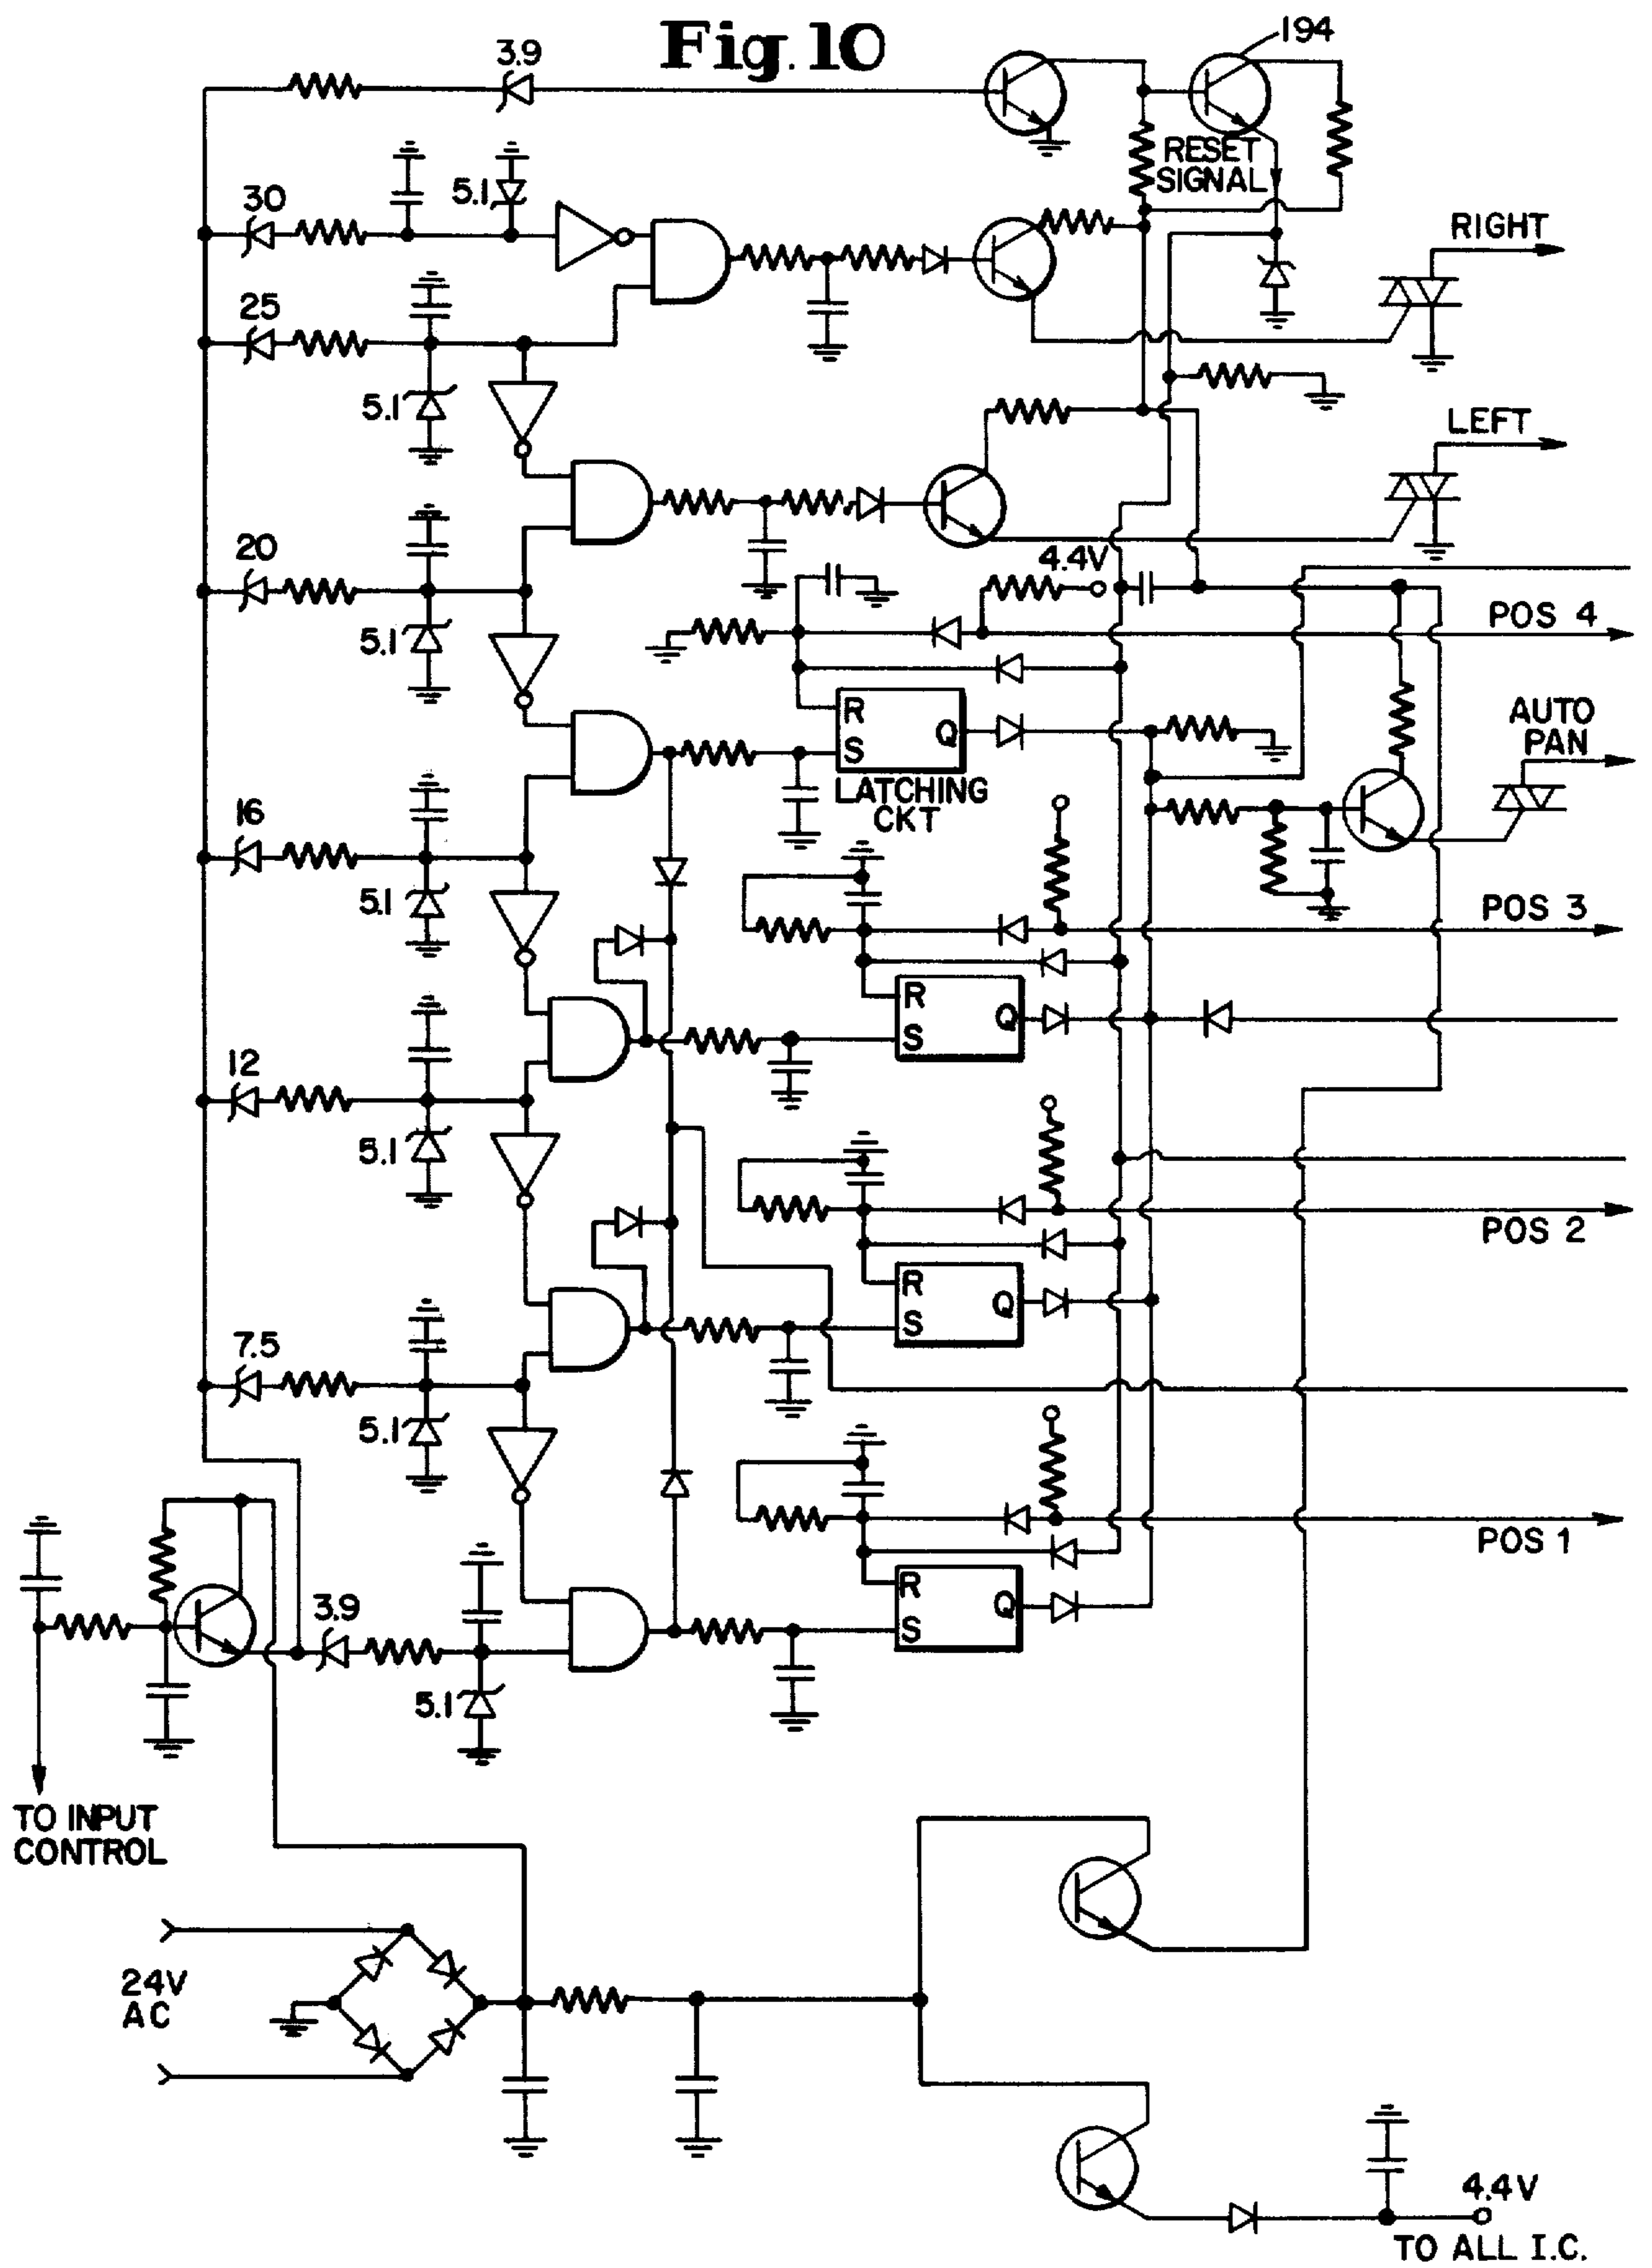 Fig. 10
194
3.9
RESET
SIGNAL
30
5.1
RIGHT
25
5.1
LEFT
20
4.4V
5.1
POS 4
R
S
Q
LATCHING
CKT
AUTO
PAN
16
5.1
POS 3
R
S
Q
12
5.1
POS 2
R
S
Q
7.5
5.1
POS 1
R
S
Q
3.9
5.1
TO INPUT
CONTROL
24V
AC
4.4V
TO ALL I.C.